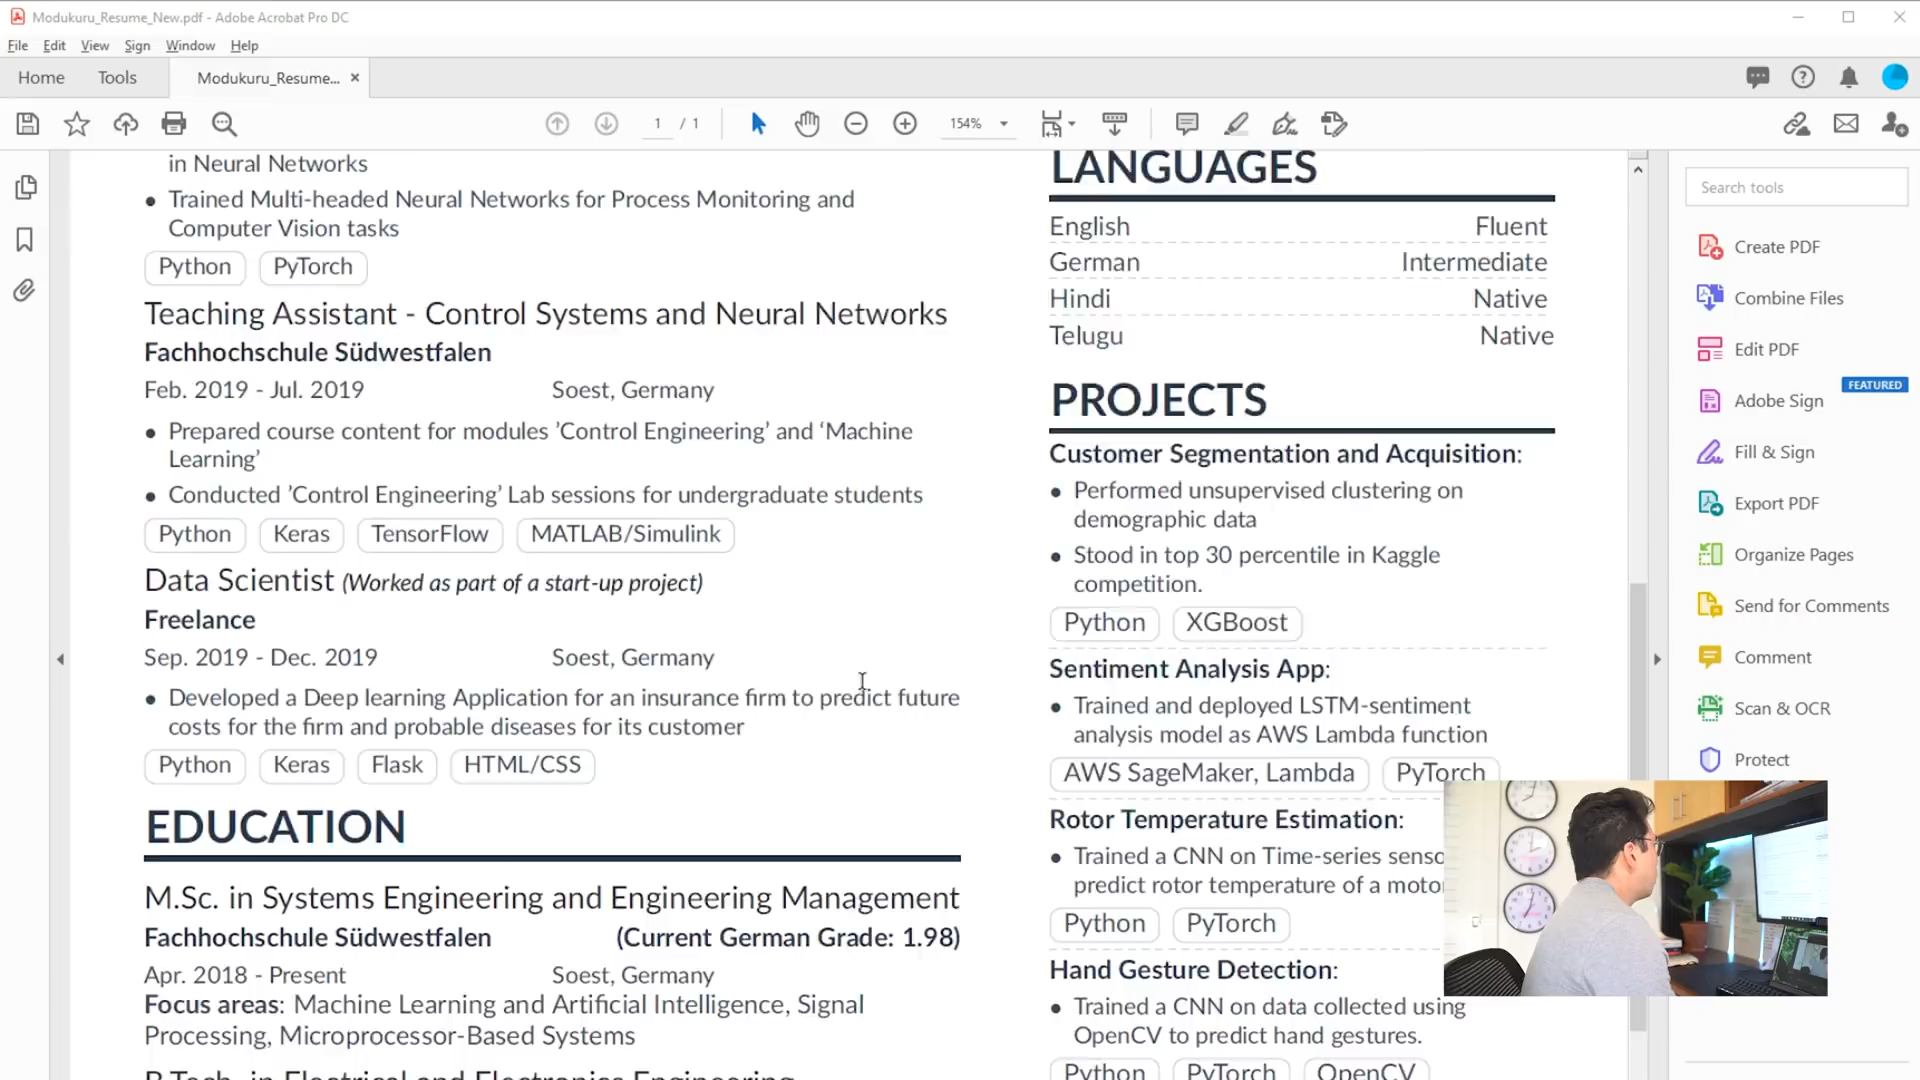 Modukuru_Resume_New.pdf - Adobe Acrobat Pro DC
File Edit View Sign Window Help
Home Tools Modukuru_Resume... ×
1 / 1 154%
in Neural Networks
• Trained Multi-headed Neural Networks for Process Monitoring and
Computer Vision tasks
Python PyTorch
Teaching Assistant - Control Systems and Neural Networks
Fachhochschule Südwestfalen
Feb. 2019 - Jul. 2019 Soest, Germany
• Prepared course content for modules ’Control Engineering’ and ‘Machine
Learning’
• Conducted ’Control Engineering’ Lab sessions for undergraduate students
Python Keras TensorFlow MATLAB/Simulink
Data Scientist (Worked as part of a start-up project)
Freelance
Sep. 2019 - Dec. 2019 Soest, Germany
• Developed a Deep learning Application for an insurance firm to predict future
costs for the firm and probable diseases for its customer
Python Keras Flask HTML/CSS
EDUCATION
M.Sc. in Systems Engineering and Engineering Management
Fachhochschule Südwestfalen (Current German Grade: 1.98)
Apr. 2018 - Present Soest, Germany
Focus areas: Machine Learning and Artificial Intelligence, Signal
Processing, Microprocessor-Based Systems
B.Tech. in Electrical and Electronics Engineering
LANGUAGES
English Fluent
German Intermediate
Hindi Native
Telugu Native
PROJECTS
Customer Segmentation and Acquisition:
• Performed unsupervised clustering on
demographic data
• Stood in top 30 percentile in Kaggle
competition.
Python XGBoost
Sentiment Analysis App:
• Trained and deployed LSTM-sentiment
analysis model as AWS Lambda function
AWS SageMaker, Lambda PyTorch
Rotor Temperature Estimation:
• Trained a CNN on Time-series senso
predict rotor temperature of a moto
Python PyTorch
Hand Gesture Detection:
• Trained a CNN on data collected using
OpenCV to predict hand gestures.
Python PyTorch OpenCV
Search tools
Create PDF
Combine Files
Edit PDF
FEATURED
Adobe Sign
Fill & Sign
Export PDF
Organize Pages
Send for Comments
Comment
Scan & OCR
Protect